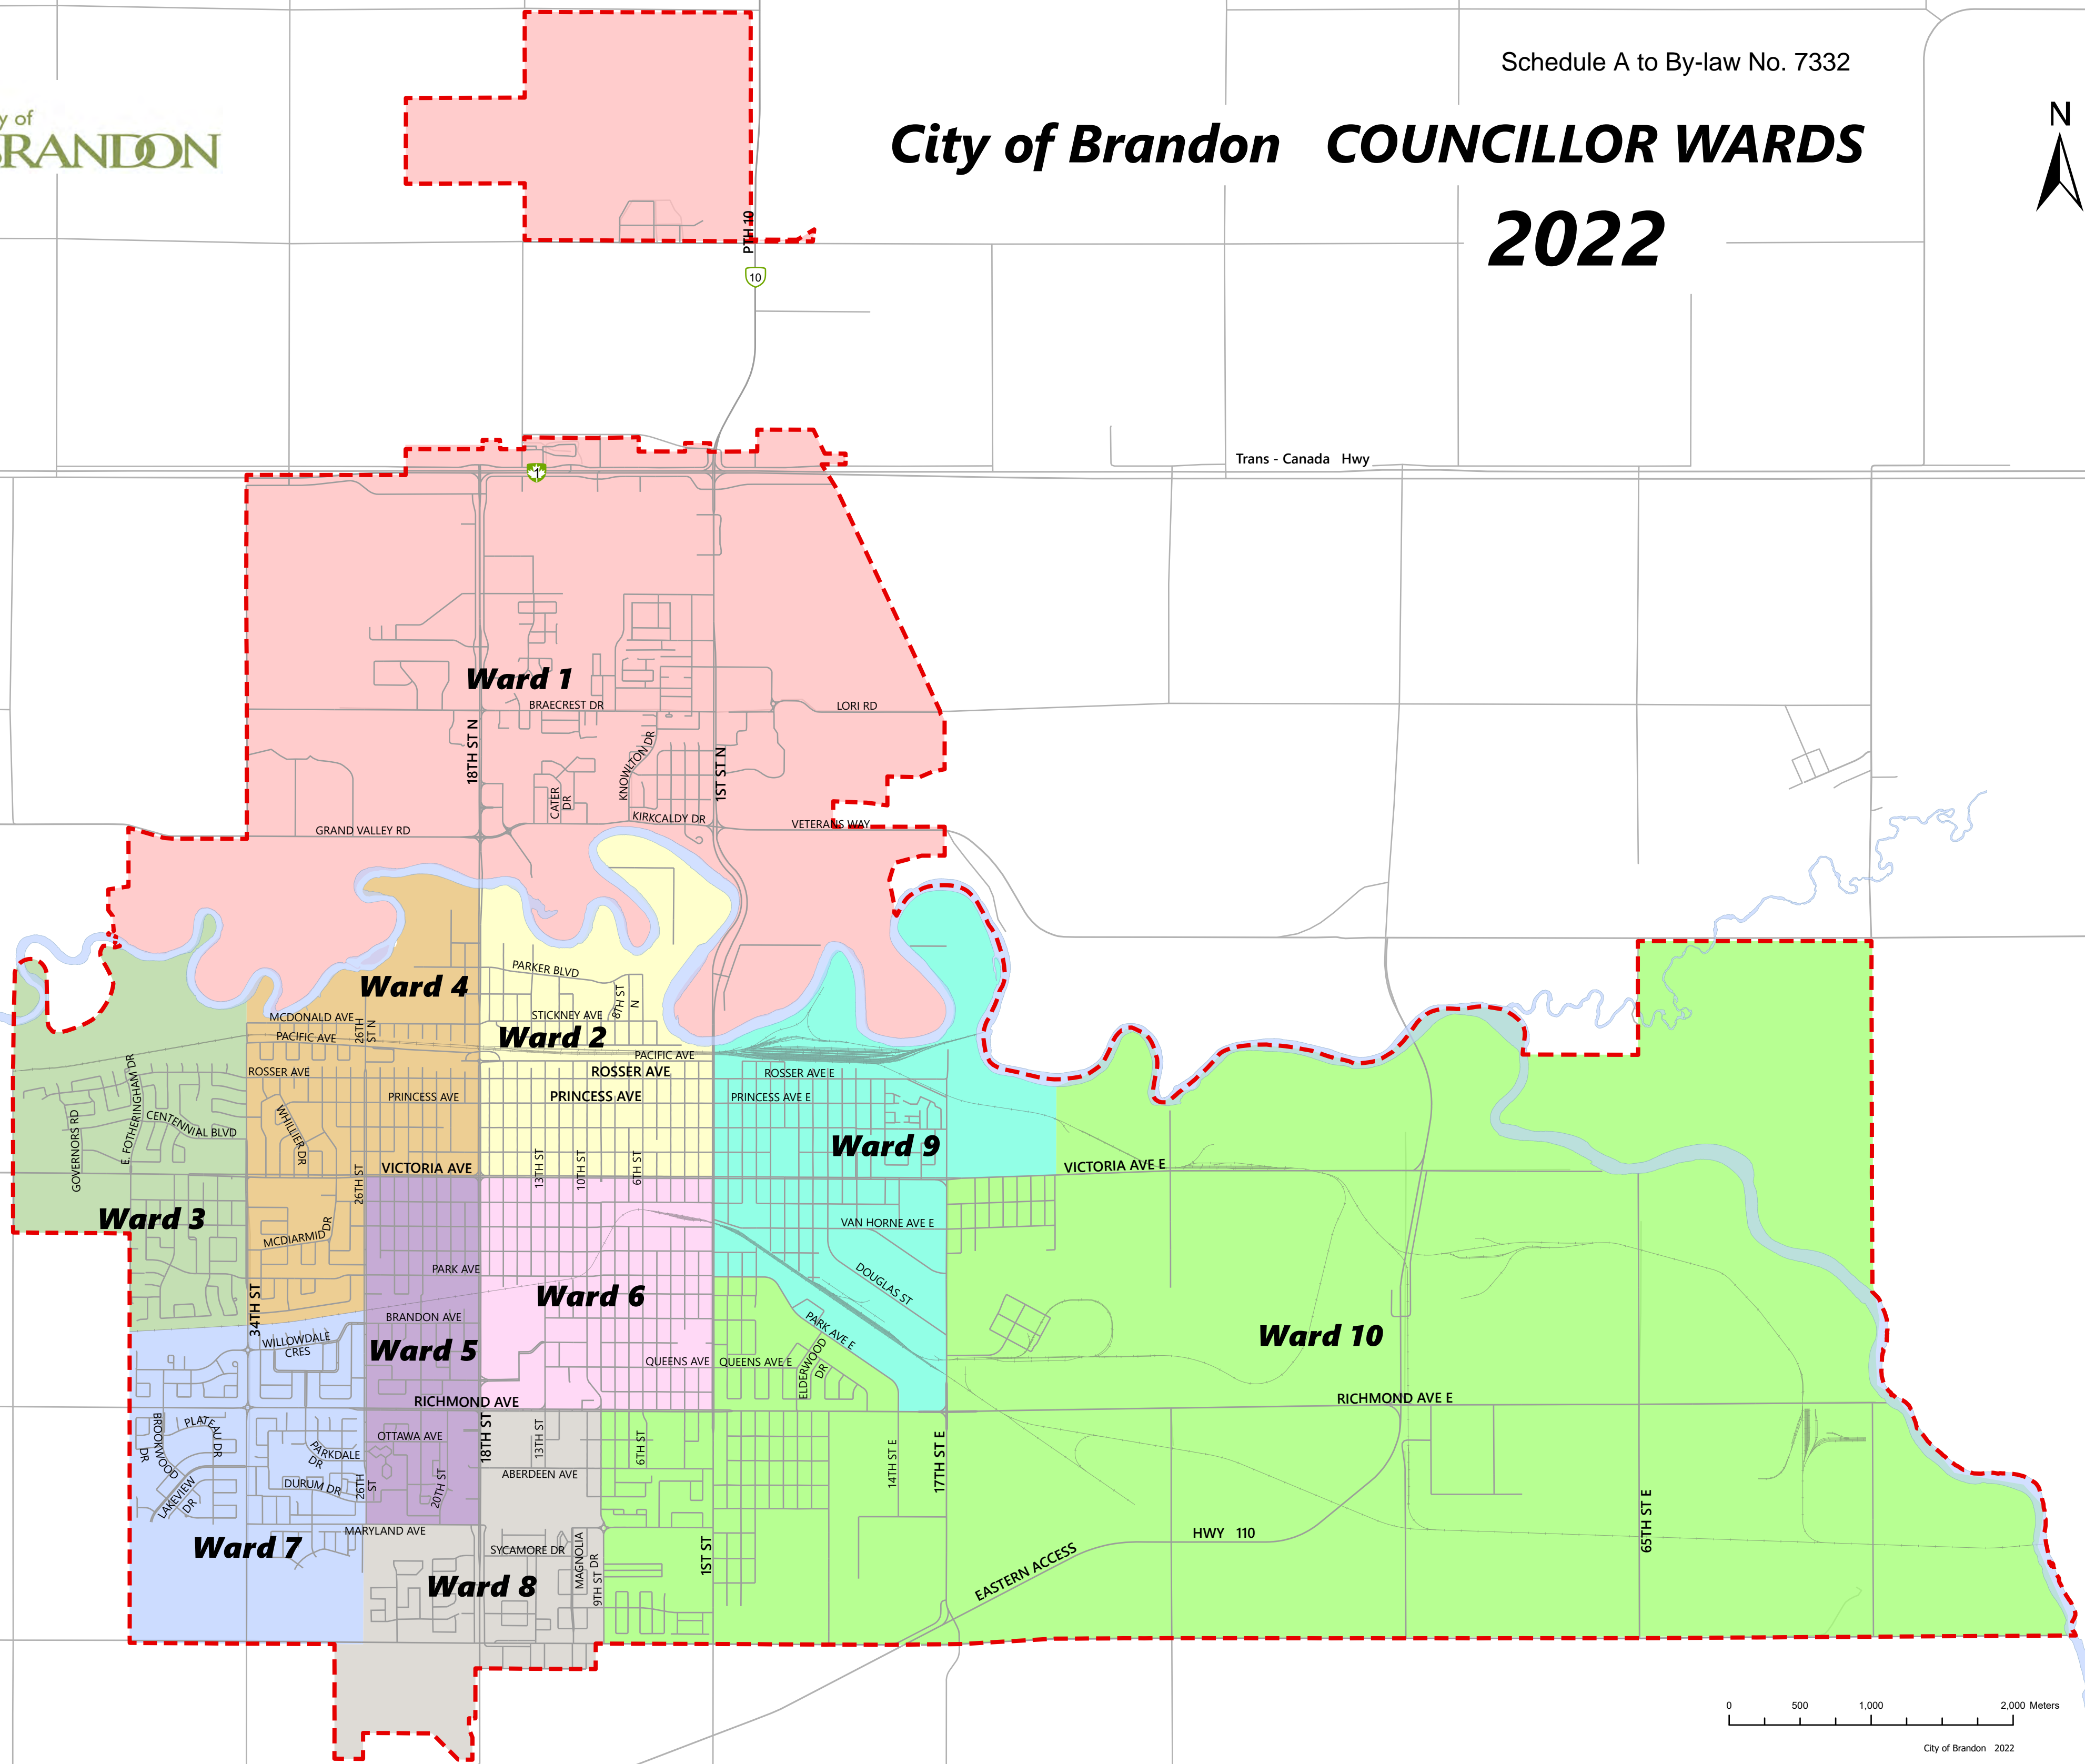 Schedule A to By-law No. 7332
y of
RANDON
City of Brandon COUNCILLOR WARDS
2022
N
PTH 10
10
Trans - Canada Hwy
1
Ward 1
BRAECREST DR
LORI RD
18TH ST N
KNOWLTON DR
1ST ST N
CATER
DR
KIRKCALDY DR
VETERANS WAY
GRAND VALLEY RD
PARKER BLVD
Ward 4
8TH ST
N
STICKNEY AVE
MCDONALD AVE
26TH
ST N
Ward 2
PACIFIC AVE
PACIFIC AVE
ROSSER AVE
ROSSER AVE
ROSSER AVE E
PRINCESS AVE
PRINCESS AVE
PRINCESS AVE E
E. FOTHERINGHAM DR
CENTENNIAL BLVD
WHILLIER DR
GOVERNORS RD
Ward 9
VICTORIA AVE
VICTORIA AVE E
26TH ST
13TH ST
10TH ST
6TH ST
Ward 3
MCDIARMID DR
VAN HORNE AVE E
PARK AVE
DOUGLAS ST
Ward 6
34TH ST
BRANDON AVE
PARK AVE E
WILLOWDALE
CRES
Ward 5
Ward 10
QUEENS AVE
QUEENS AVE E
ELDERWOOD
DR
RICHMOND AVE
RICHMOND AVE E
BROOKWOOD
DR
PLATEAU DR
OTTAWA AVE
18TH ST
13TH ST
6TH ST
14TH ST E
17TH ST E
PARKDALE
DR
ABERDEEN AVE
LAKEVIEW
DR
DURUM DR
26TH
ST
20TH ST
65TH ST E
MARYLAND AVE
Ward 7
SYCAMORE DR
MAGNOLIA
9TH ST DR
1ST ST
HWY 110
EASTERN ACCESS
Ward 8
0 500 1,000 2,000 Meters
City of Brandon 2022